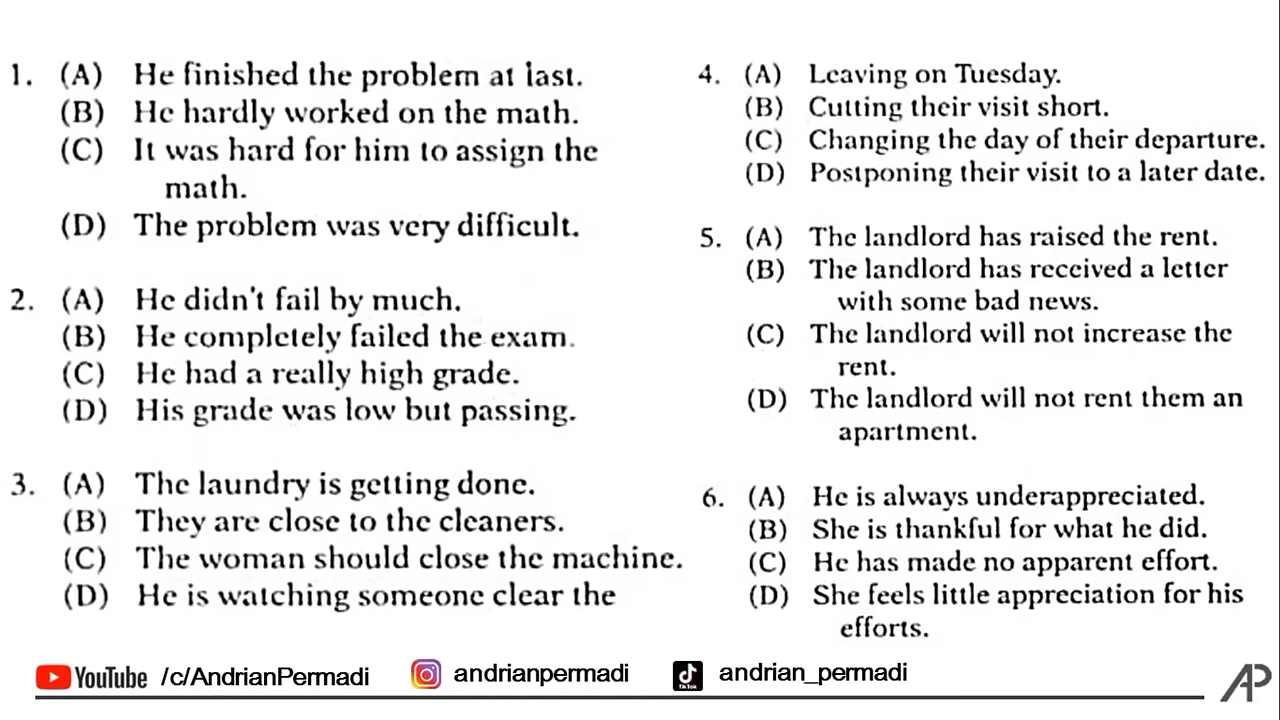 1. (A) He finished the problem at last.
(B) He hardly worked on the math.
(C) It was hard for him to assign the
math.
(D) The problem was very difficult.
2. (A) He didn't fail by much.
(B) He completely failed the exam.
(C) He had a really high grade.
(D) His grade was low but passing.
3. (A) The laundry is getting done.
(B) They are close to the cleaners.
(C) The woman should close the machine.
(D) He is watching someone clear the
4. (A) Leaving on Tuesday.
(B) Cutting their visit short.
(C) Changing the day of their departure.
(D) Postponing their visit to a later date.
5. (A) The landlord has raised the rent.
(B) The landlord has received a letter
with some bad news.
(C) The landlord will not increase the
rent.
(D) The landlord will not rent them an
apartment.
6. (A) He is always underappreciated.
(B) She is thankful for what he did.
(C) He has made no apparent effort.
(D) She feels little appreciation for his
efforts.
YouTube /c/AndrianPermadi andrianpermadi TikTok andrian_permadi AP